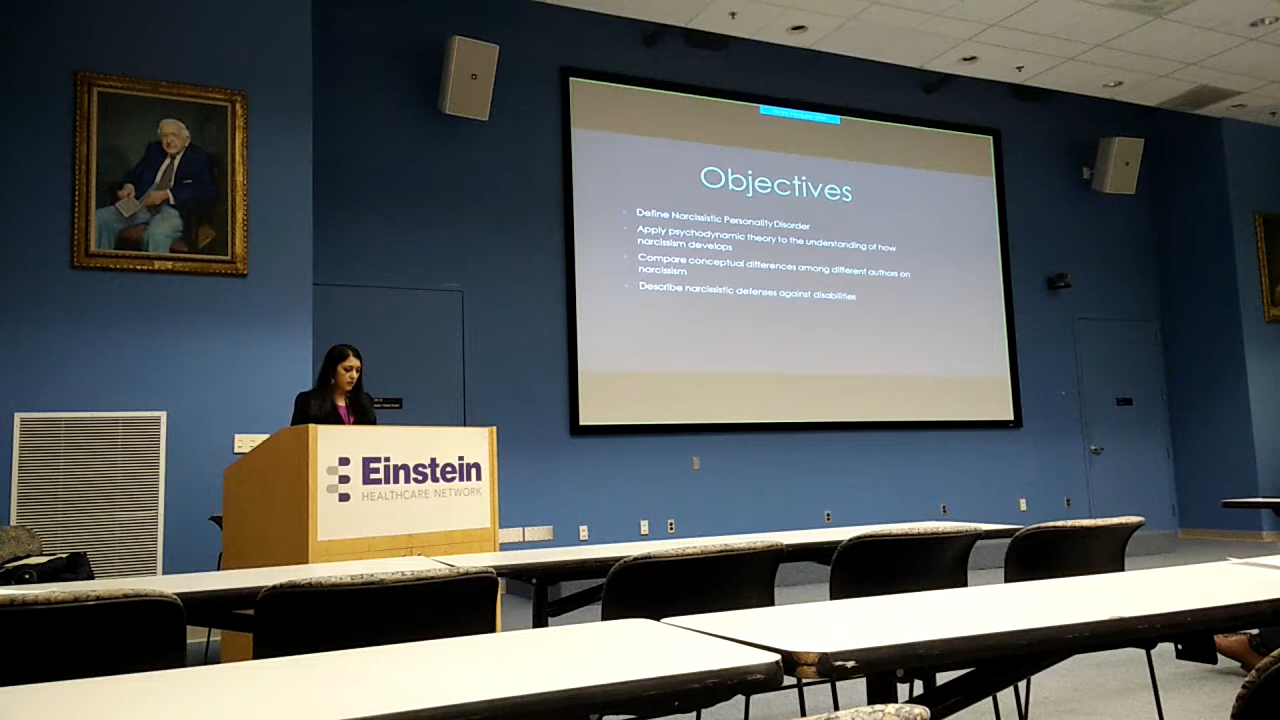 Objectives
Define Narcissistic Personality Disorder
Apply psychodynamic theory to the understanding of how
narcissism develops
Compare conceptual differences among different authors on
narcissism
Describe narcissistic defenses against disabilities
Einstein
HEALTHCARE NETWORK